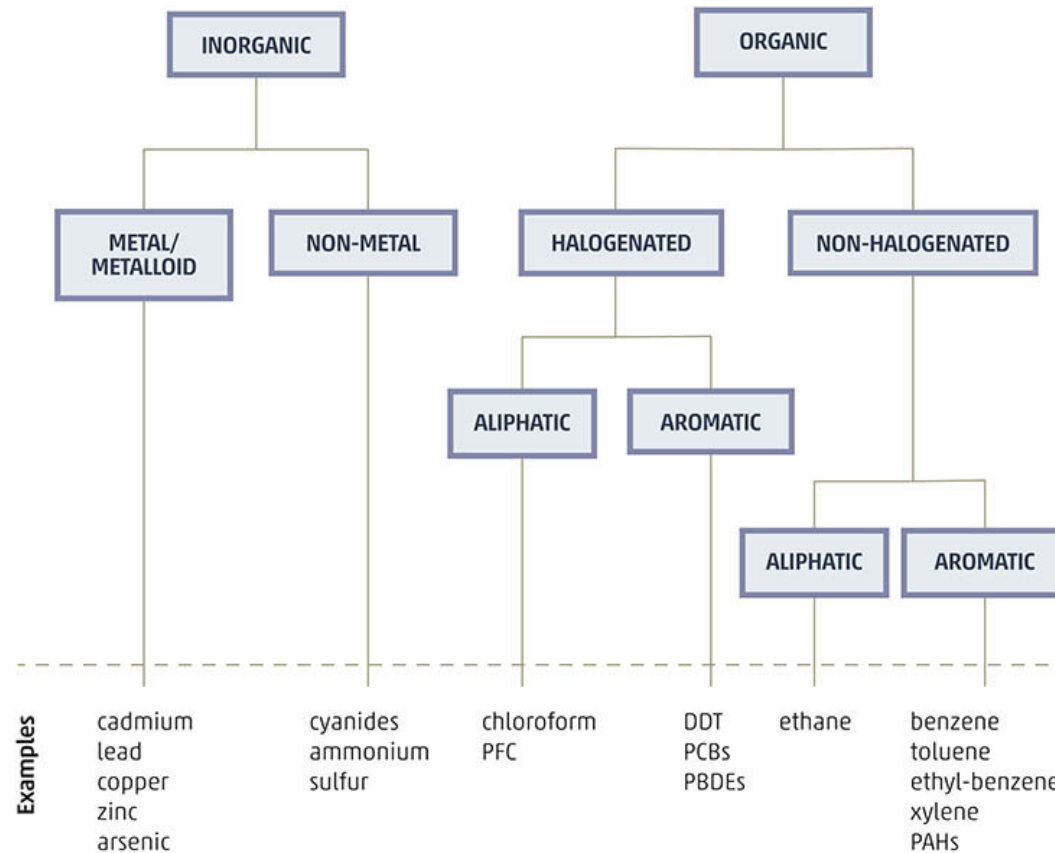 INORGANIC
ORGANIC
METAL/
METALLOID
NON-METAL
HALOGENATED
NON-HALOGENATED
ALIPHATIC
AROMATIC
ALIPHATIC
AROMATIC
Examples
cadmium
lead
copper
zinc
arsenic
cyanides
ammonium
sulfur
chloroform
PFC
DDT
PCBs
PBDEs
ethane
benzene
toluene
ethyl-benzene
xylene
PAHs